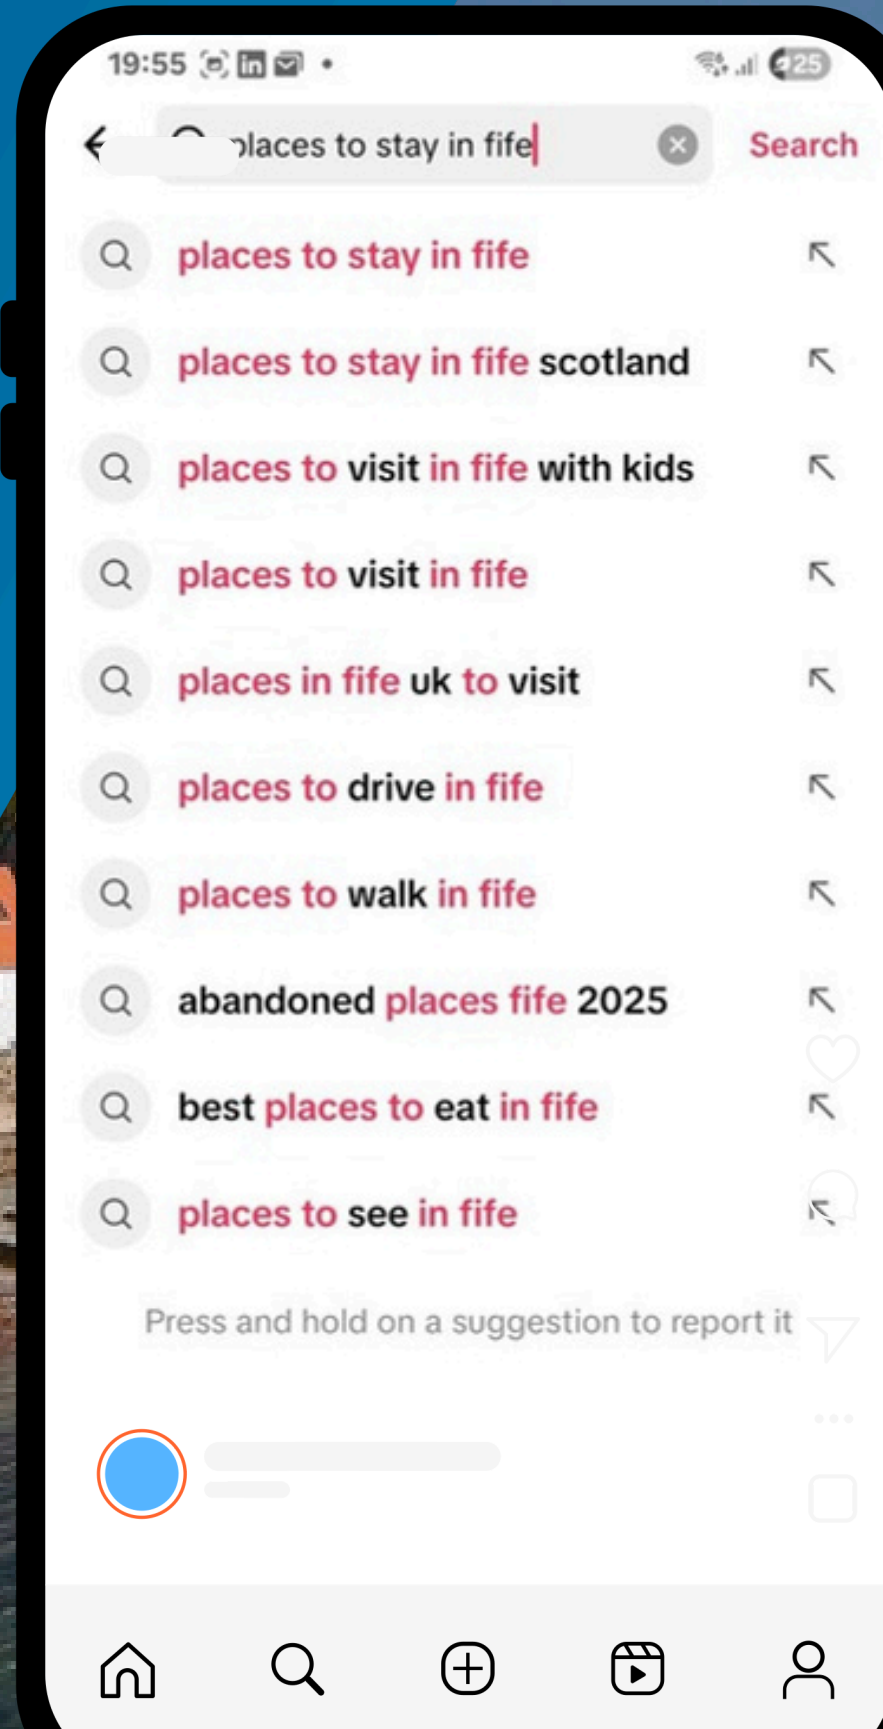 19:55
25
places to stay in fife
Search
places to stay in fife
places to stay in fife scotland
places to visit in fife with kids
places to visit in fife
places in fife uk to visit
places to drive in fife
places to walk in fife
abandoned places fife 2025
best places to eat in fife
places to see in fife
Press and hold on a suggestion to report it